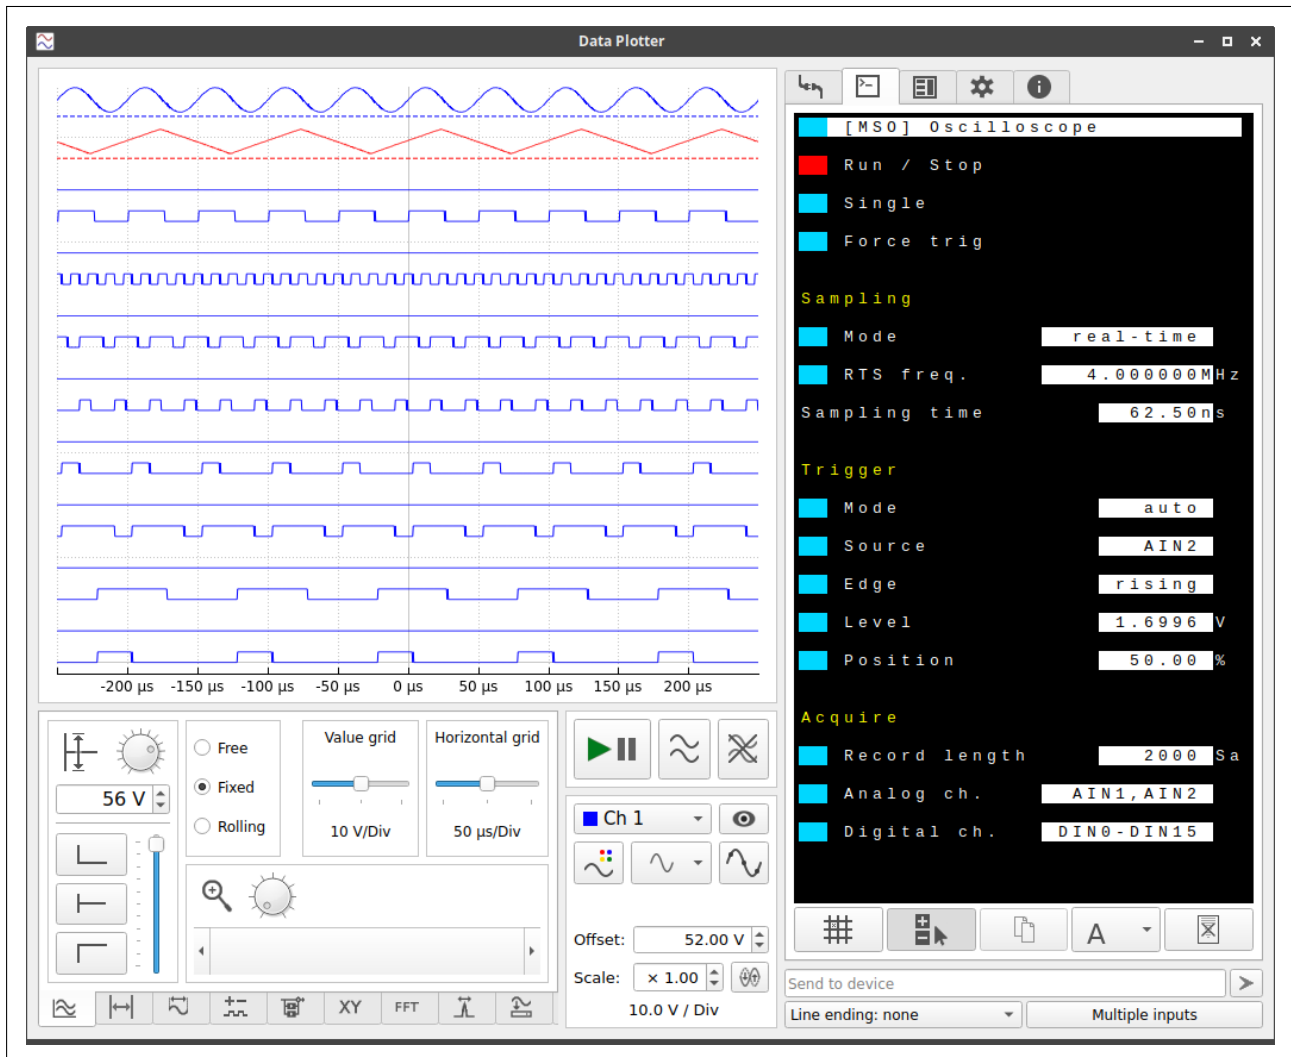 Data Plotter
-200 µs -150 µs -100 µs -50 µs 0 µs 50 µs 100 µs 150 µs 200 µs
56 V
Free
Fixed
Rolling
Value grid
10 V/Div
Horizontal grid
50 µs/Div
XY
FFT
Ch 1
Offset: 52.00 V
Scale: × 1.00
10.0 V / Div
[MSO] Oscilloscope
Run / Stop
Single
Force trig
Sampling
Mode real-time
RTS freq. 4.000000MHz
Sampling time 62.50ns
Trigger
Mode auto
Source AIN2
Edge rising
Level 1.6996 V
Position 50.00 %
Acquire
Record length 2000 Sa
Analog ch. AIN1,AIN2
Digital ch. DIN0-DIN15
A
Send to device
Line ending: none
Multiple inputs